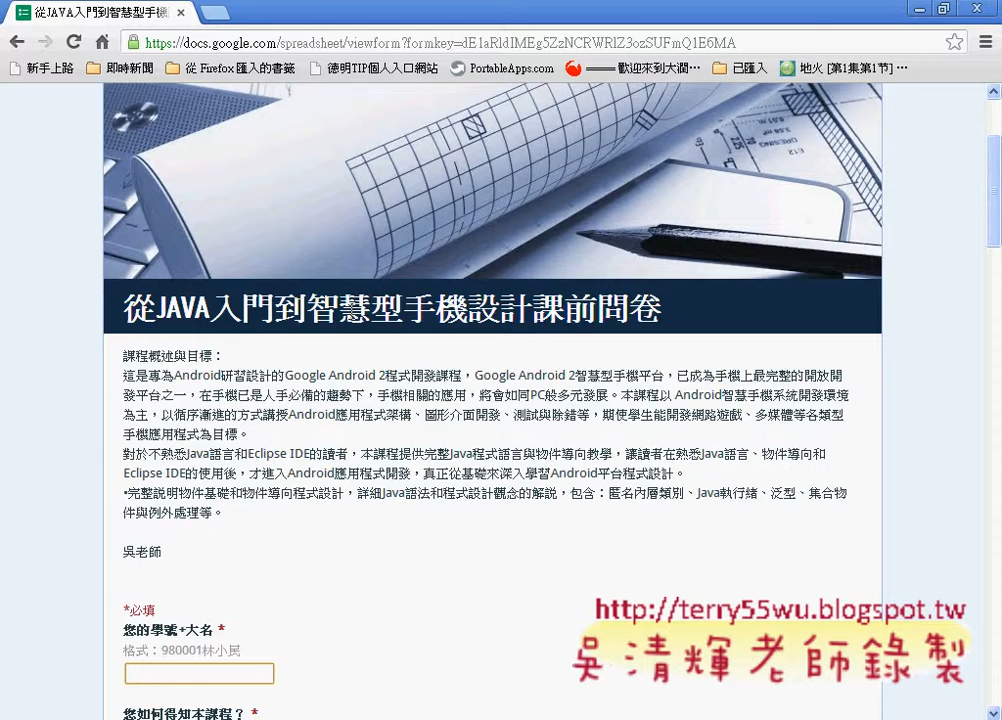 從JAVA入門到智慧型手機
https://docs.google.com/spreadsheet/viewform?formkey=dE1aRldIMEg5ZzNCRWRlZ3ozSUFmQ1E6MA
新手上路 即時新聞 從 Firefox 匯入的書籤 德明TIP個人入口網站 PortableApps.com ——歡迎來到大潤… 已匯入 地火 [第1集第1节] …
從JAVA入門到智慧型手機設計課前問卷
課程概述與目標：
這是專為Android研習設計的Google Android 2程式開發課程，Google Android 2智慧型手機平台，已成為手機上最完整的開放開
發平台之一，在手機已是人手必備的趨勢下，手機相關的應用，將會如同PC般多元發展。本課程以 Android智慧手機系統開發環境
為主，以循序漸進的方式講授Android應用程式架構、圖形介面開發、測試與除錯等，期使學生能開發網路遊戲、多媒體等各類型
手機應用程式為目標。
對於不熟悉Java語言和Eclipse IDE的讀者，本課程提供完整Java程式語言與物件導向教學，讓讀者在熟悉Java語言、物件導向和
Eclipse IDE的使用後，才進入Android應用程式開發，真正從基礎來深入學習Android平台程式設計。
•完整說明物件基礎和物件導向程式設計，詳細Java語法和程式設計觀念的解說，包含：匿名內層類別、Java執行緒、泛型、集合物
件與例外處理等。
吳老師
*必填
您的學號+大名 *
格式：980001林小民
您如何得知本課程？ *
http://terry55wu.blogspot.tw
吳清輝老師錄製